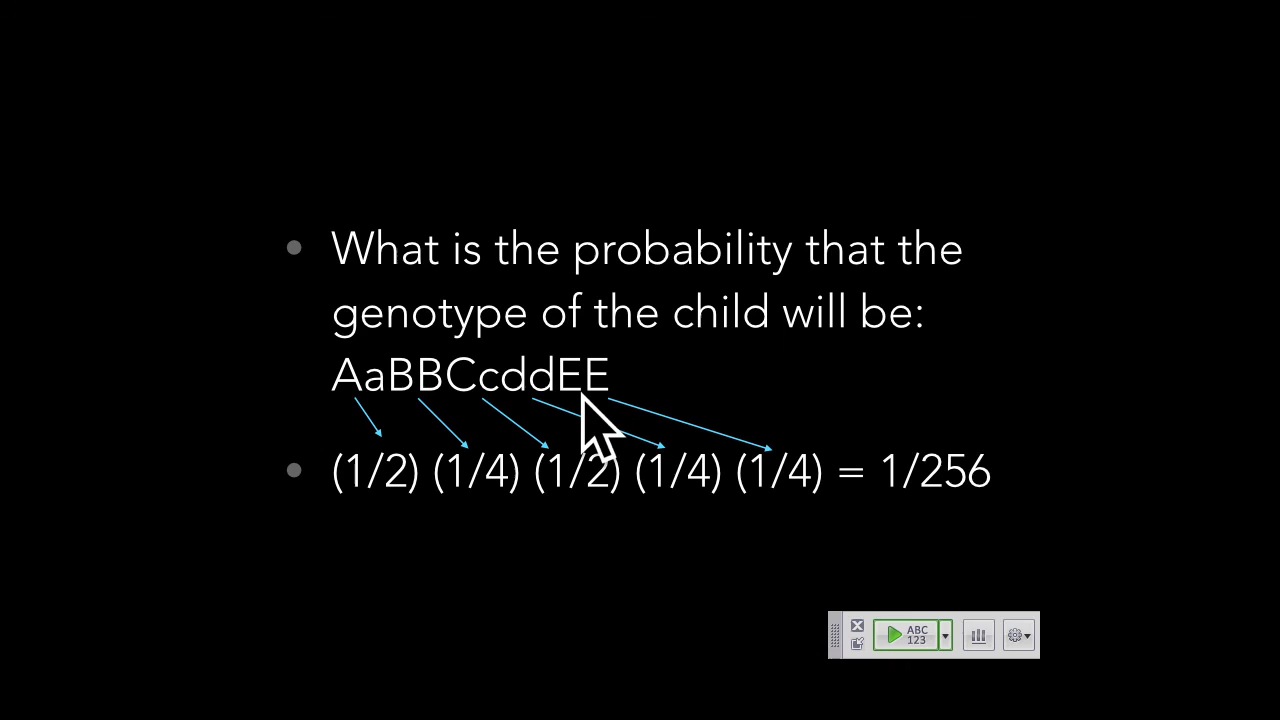 • What is the probability that the
genotype of the child will be:
AaBBCcddEE
• (1/2) (1/4) (1/2) (1/4) (1/4) = 1/256
ABC
123